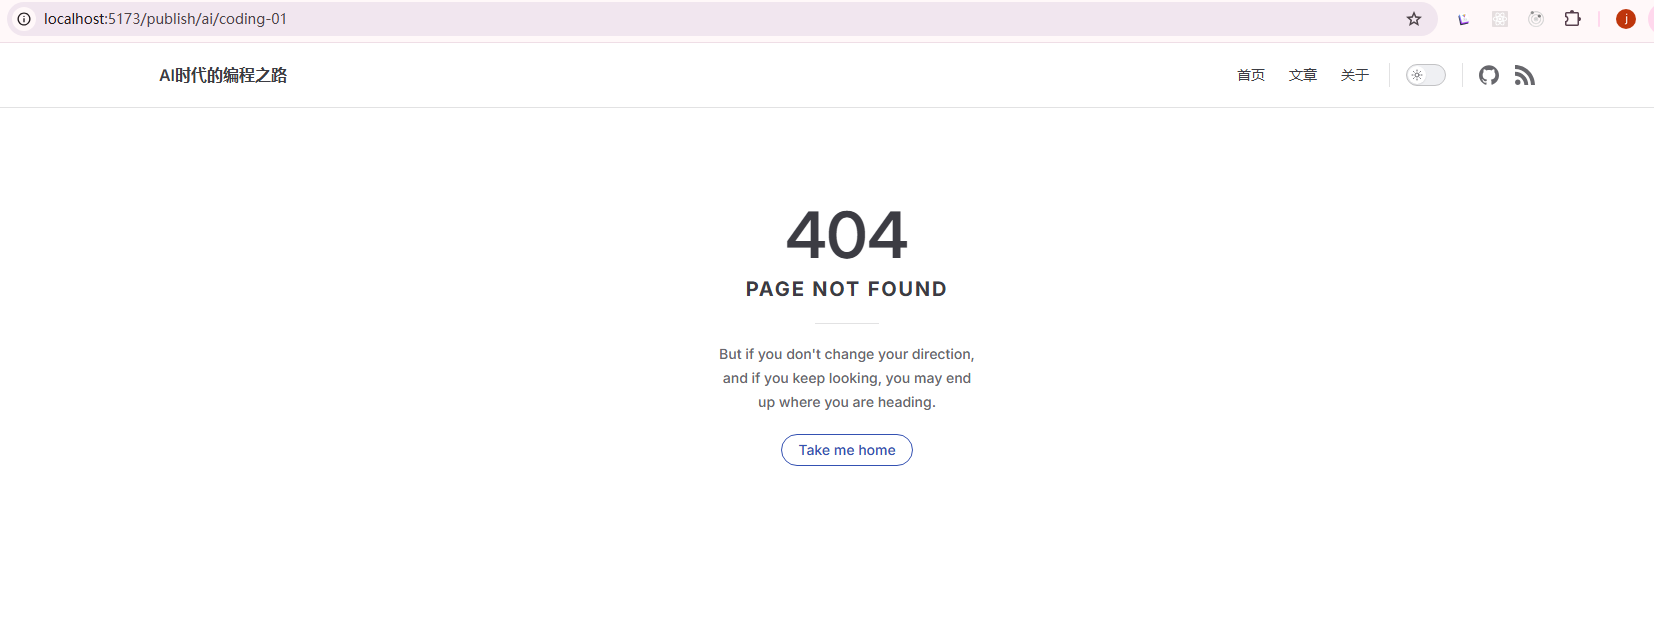 localhost:5173/publish/ai/coding-01
j
AI时代的编程之路
首页 文章 关于
404
PAGE NOT FOUND
But if you don't change your direction,
and if you keep looking, you may end
up where you are heading.
Take me home